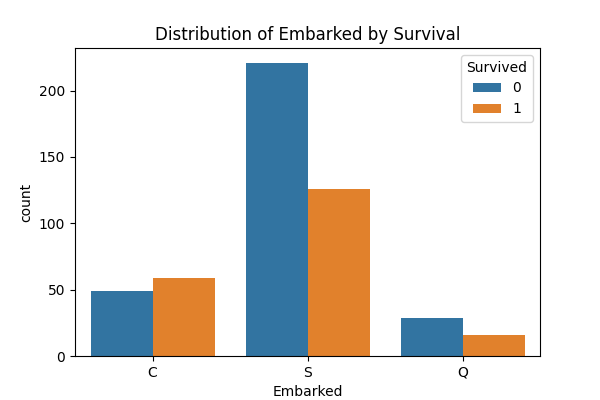 Distribution of Embarked by Survival
Survived
0
1
count
200
150
100
50
0
C
S
Q
Embarked